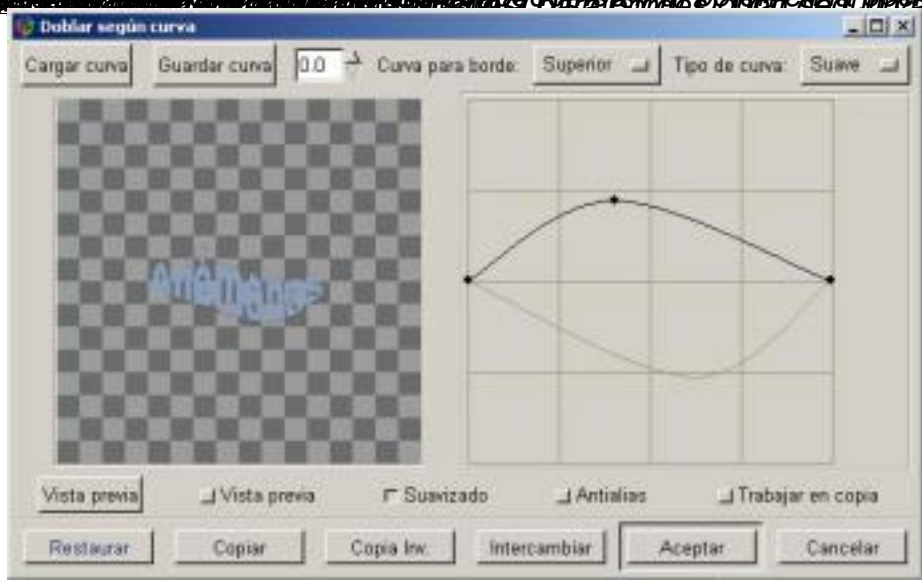 Doblar según curva
Cargar curva Guardar curva 0.0 Curva para borde: Superior Tipo de curva: Suave
Vista previa Vista previa Suavizado Antialias Trabajar en copia
Restaurar Copiar Copia Inv. Intercambiar Aceptar Cancelar